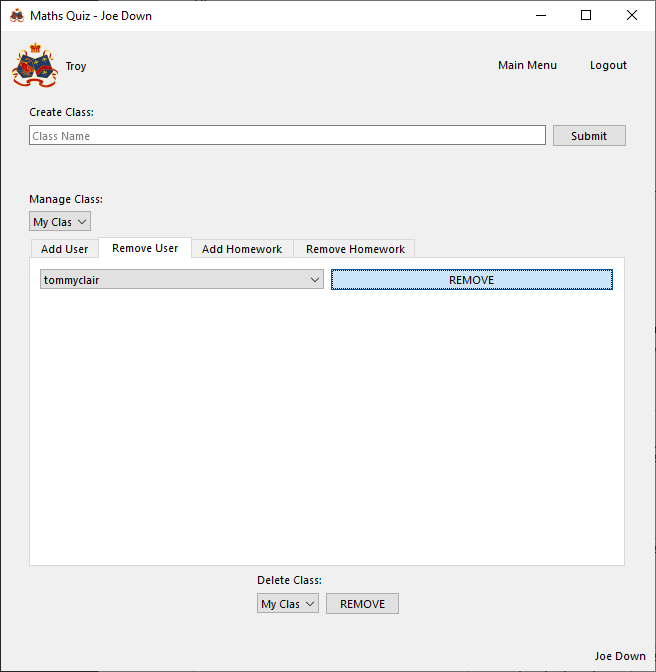 Maths Quiz - Joe Down
Troy
Main Menu
Logout
Create Class:
Class Name
Submit
Manage Class:
My Clas
Add User
Remove User
Add Homework
Remove Homework
tommyclair
REMOVE
Delete Class:
My Clas
REMOVE
Joe Down